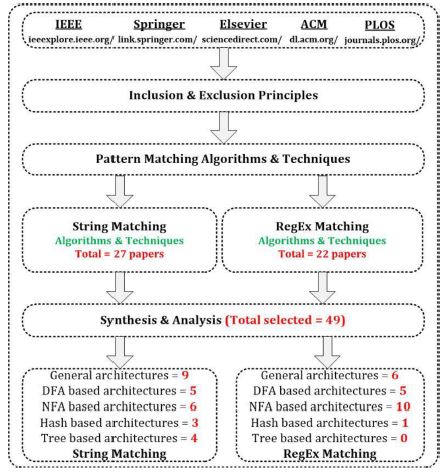 IEEE Springer Elsevier ACM PLOS
ieeexplore.ieee.org/ link.springer.com/ sciencedirect.com/ dl.acm.org/ journals.plos.org/
Inclusion & Exclusion Principles
Pattern Matching Algorithms & Techniques
String Matching
Algorithms & Techniques
Total = 27 papers
RegEx Matching
Algorithms & Techniques
Total = 22 papers
Synthesis & Analysis (Total selected = 49)
General architectures = 9
DFA based architectures = 5
NFA based architectures = 6
Hash based architectures = 3
Tree based architectures = 4
String Matching
General architectures = 6
DFA based architectures = 5
NFA based architectures = 10
Hash based architectures = 1
Tree based architectures = 0
RegEx Matching